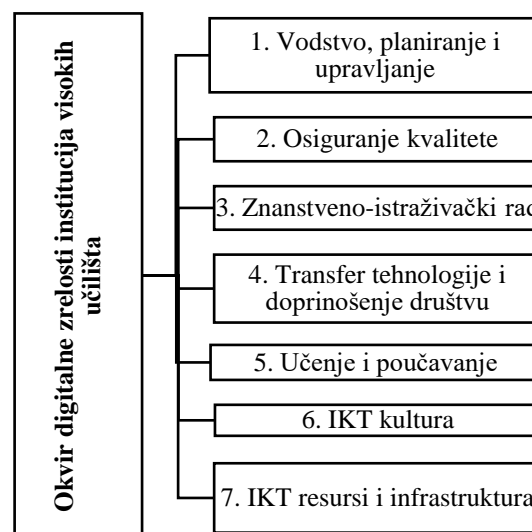 Okvir digitalne zrelosti institucija visokih
učilišta
1. Vodstvo, planiranje i
upravljanje
2. Osiguranje kvalitete
3. Znanstveno-istraživački rad
4. Transfer tehnologije i
doprinošenje društvu
5. Učenje i poučavanje
6. IKT kultura
7. IKT resursi i infrastruktura